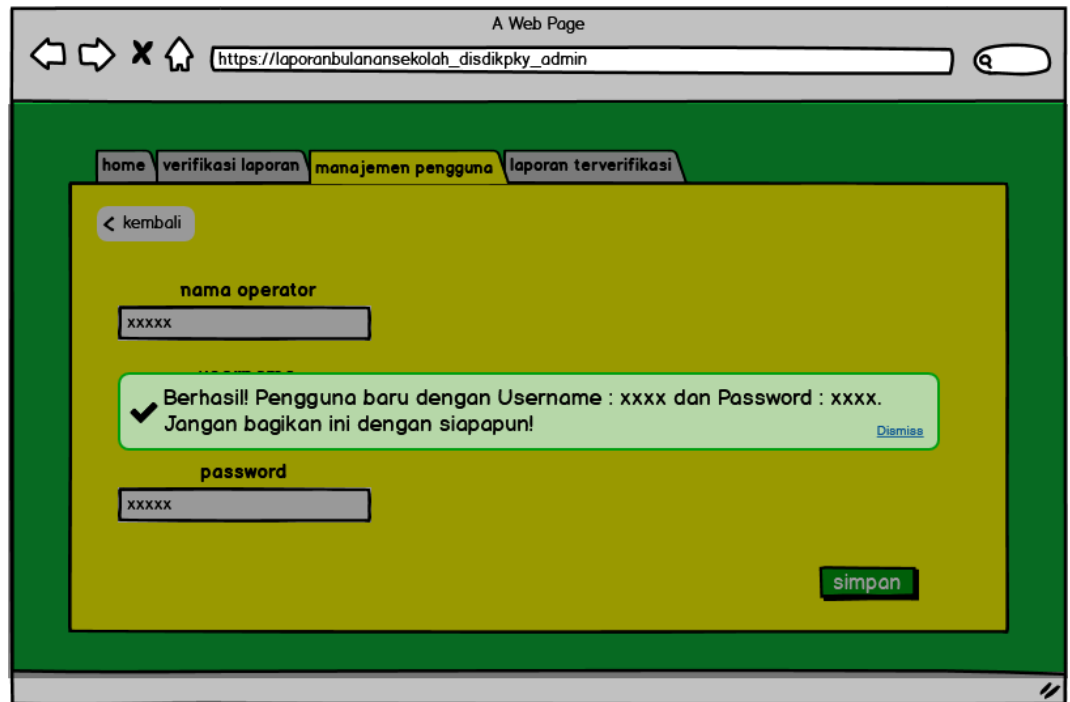 A Web Page
https://laporanbulanansekolah_disdikpky_admin
home verifikasi laporan manajemen pengguna laporan terverifikasi
kembali
nama operator
xxxxx
Berhasil! Pengguna baru dengan Username : xxxx dan Password : xxxx.
Jangan bagikan ini dengan siapapun!
Dismiss
password
xxxxx
simpan